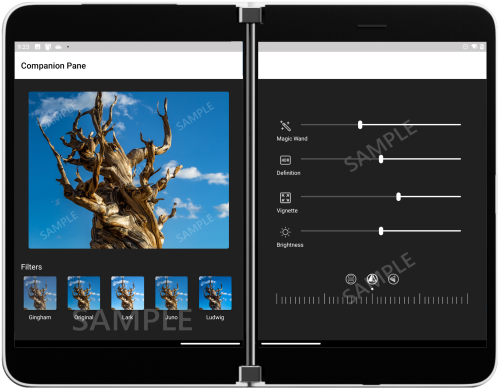 9:23
Companion Pane
SAMPLE
SAMPLE
SAMPLE
Filters
Gingham
Original
Lark
Juno
Ludwig
SAMPLE
Magic Wand
SAMPLE
HDR
Definition
Vignette
Brightness
SAMPLE